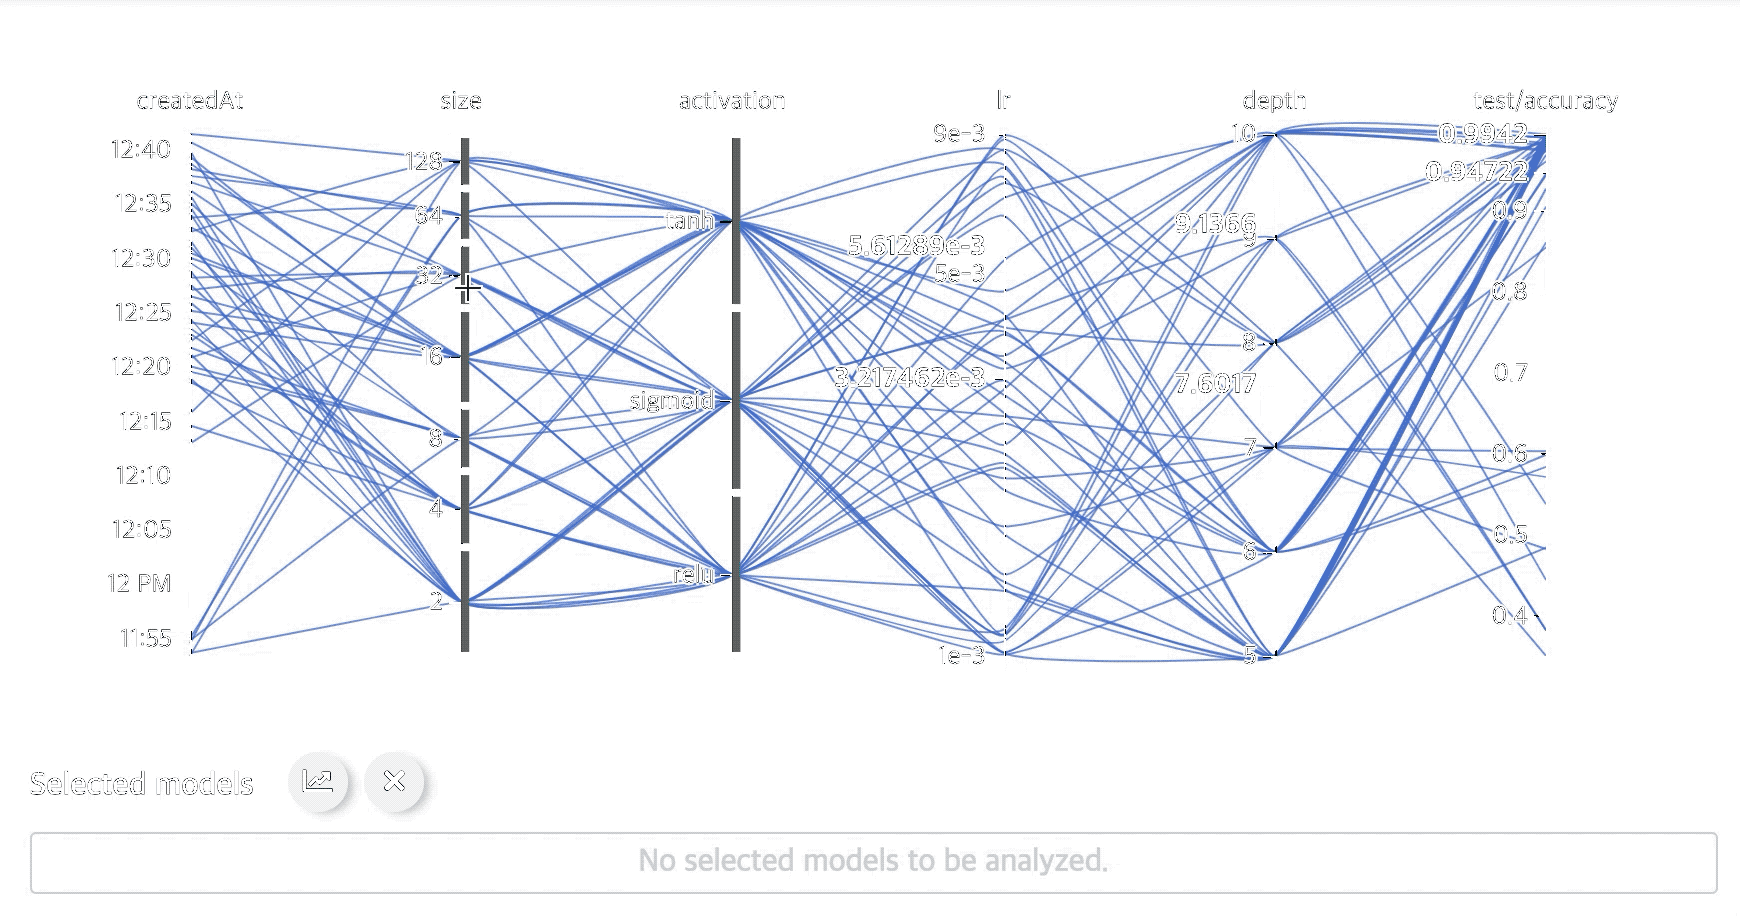 createdAt size activation lr depth test/accuracy
12:40
12:35
12:30
12:25
12:20
12:15
12:10
12:05
12 PM
11:55
128
64
32
16
8
4
2
tanh
sigmoid
relu
9e-3
5.61289e-3
5e-3
3.217462e-3
1e-3
10
9.1366
9
8
7.6017
7
6
5
0.9942
0.94722
0.9
0.8
0.7
0.6
0.5
0.4
Selected models
No selected models to be analyzed.